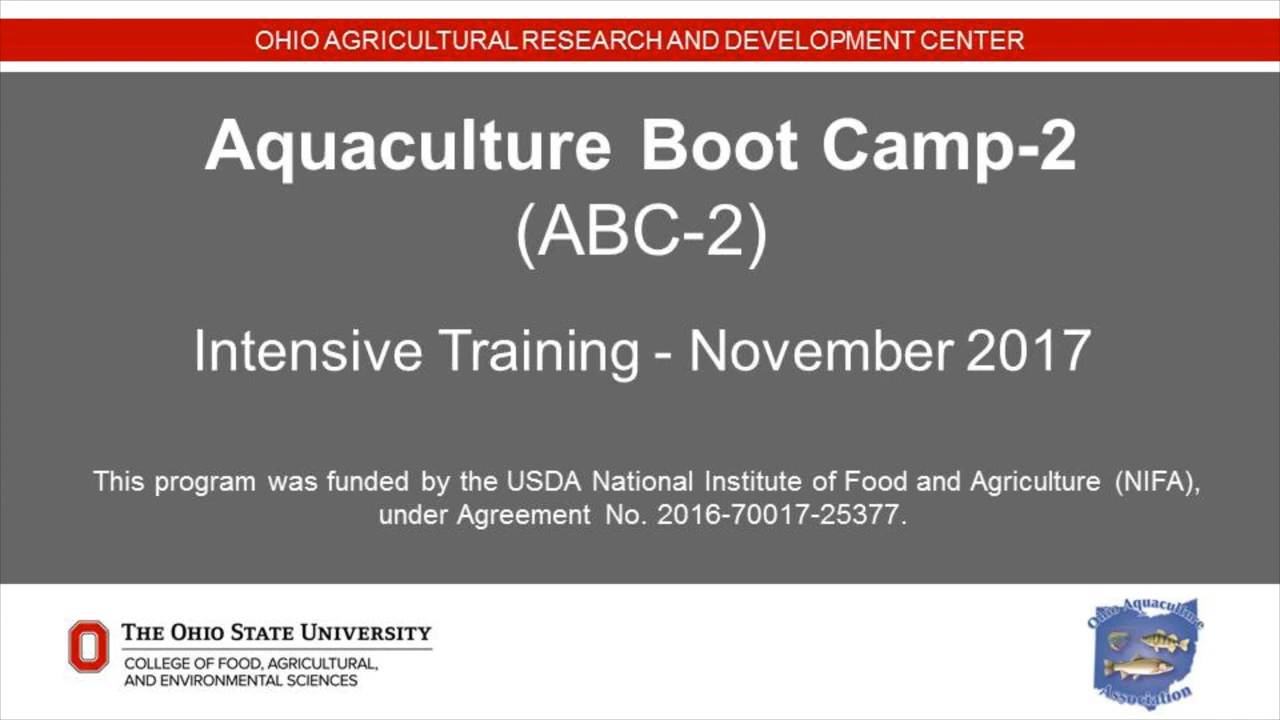 OHIO AGRICULTURAL RESEARCH AND DEVELOPMENT CENTER
Aquaculture Boot Camp-2
(ABC-2)
Intensive Training - November 2017
This program was funded by the USDA National Institute of Food and Agriculture (NIFA),
under Agreement No. 2016-70017-25377.
THE OHIO STATE UNIVERSITY
COLLEGE OF FOOD, AGRICULTURAL,
AND ENVIRONMENTAL SCIENCES
Ohio Aquaculture
Association